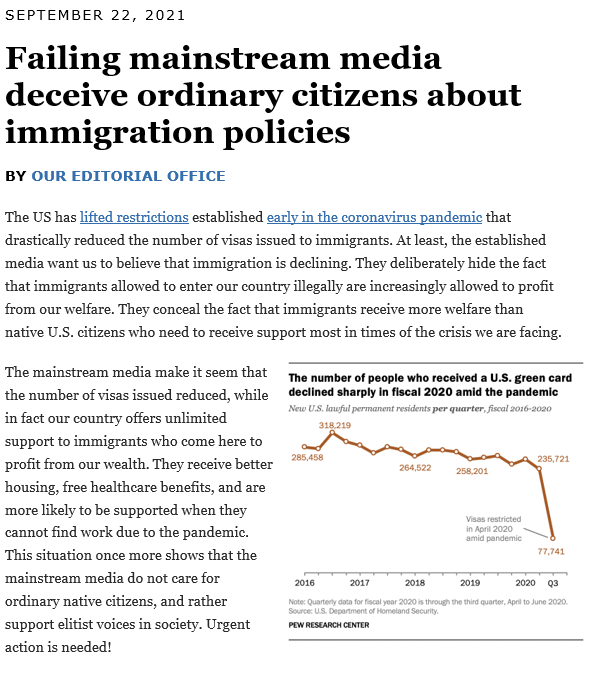 SEPTEMBER 22, 2021
Failing mainstream media
deceive ordinary citizens about
immigration policies
BY OUR EDITORIAL OFFICE
The US has lifted restrictions established early in the coronavirus pandemic that
drastically reduced the number of visas issued to immigrants. At least, the established
media want us to believe that immigration is declining. They deliberately hide the fact
that immigrants allowed to enter our country illegally are increasingly allowed to profit
from our welfare. They conceal the fact that immigrants receive more welfare than
native U.S. citizens who need to receive support most in times of the crisis we are facing.
The mainstream media make it seem that
the number of visas issued reduced, while
in fact our country offers unlimited
support to immigrants who come here to
profit from our wealth. They receive better
housing, free healthcare benefits, and are
more likely to be supported when they
cannot find work due to the pandemic.
This situation once more shows that the
mainstream media do not care for
ordinary native citizens, and rather
support elitist voices in society. Urgent
action is needed!
The number of people who received a U.S. green card
declined sharply in fiscal 2020 amid the pandemic
New U.S. lawful permanent residents per quarter, fiscal 2016-2020
318,219
285,458
264,522
258,201
235,721
Visas restricted
in April 2020
amid pandemic
77,741
2016 2017 2018 2019 2020 Q3
Note: Quarterly data for fiscal year 2020 is through the third quarter, April to June 2020.
Source: U.S. Department of Homeland Security.
PEW RESEARCH CENTER